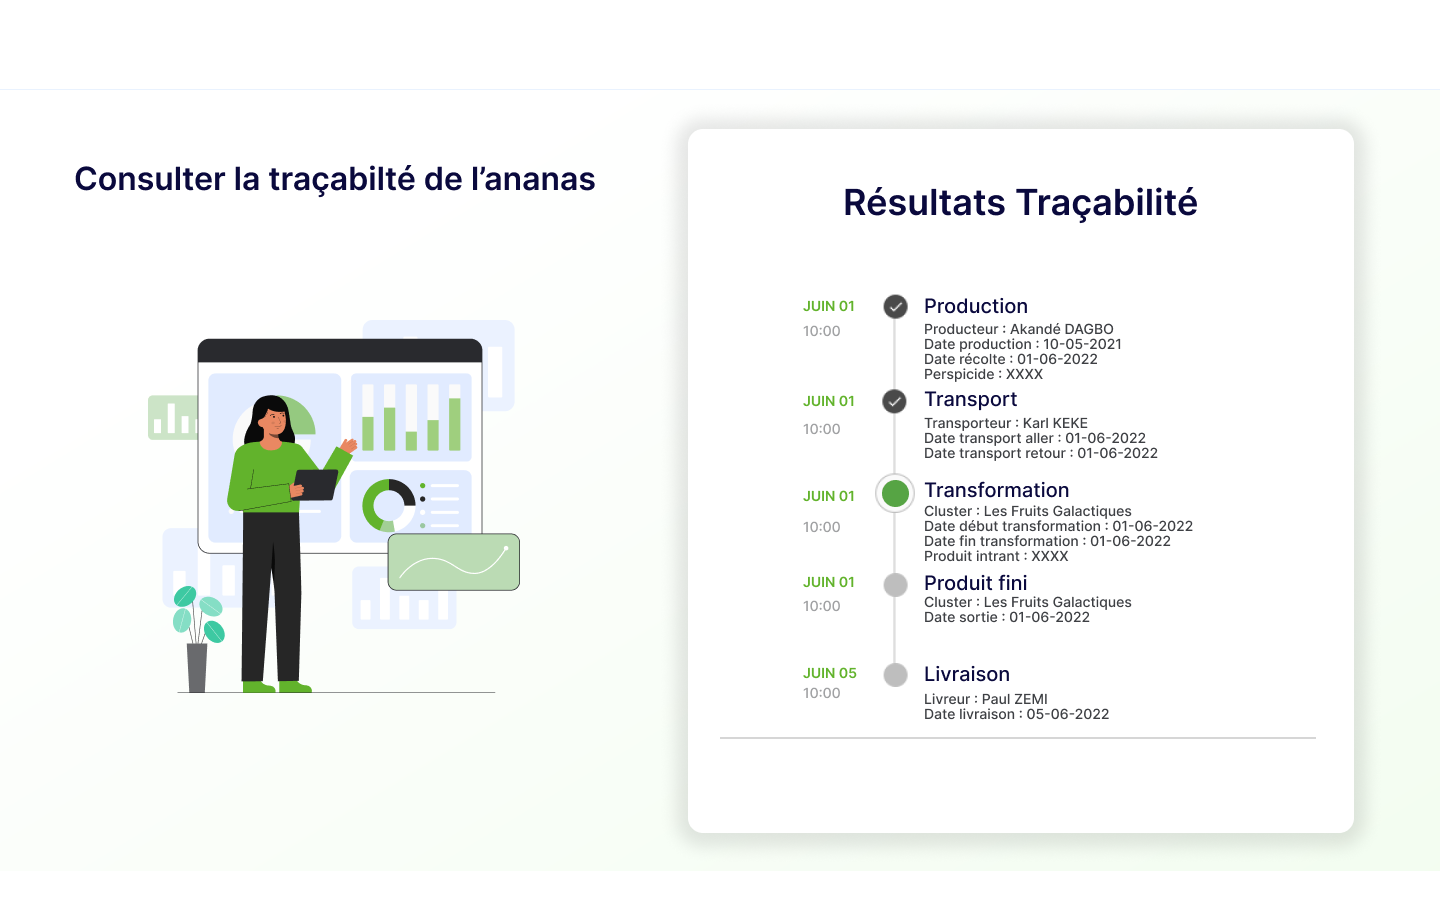 Consulter la traçabilté de l’ananas
Résultats Traçabilité
JUIN 01
10:00
Production
Producteur : Akandé DAGBO
Date production : 10-05-2021
Date récolte : 01-06-2022
Perspicide : XXXX
JUIN 01
10:00
Transport
Transporteur : Karl KEKE
Date transport aller : 01-06-2022
Date transport retour : 01-06-2022
JUIN 01
10:00
Transformation
Cluster : Les Fruits Galactiques
Date début transformation : 01-06-2022
Date fin transformation : 01-06-2022
Produit intrant : XXXX
JUIN 01
10:00
Produit fini
Cluster : Les Fruits Galactiques
Date sortie : 01-06-2022
JUIN 05
10:00
Livraison
Livreur : Paul ZEMI
Date livraison : 05-06-2022